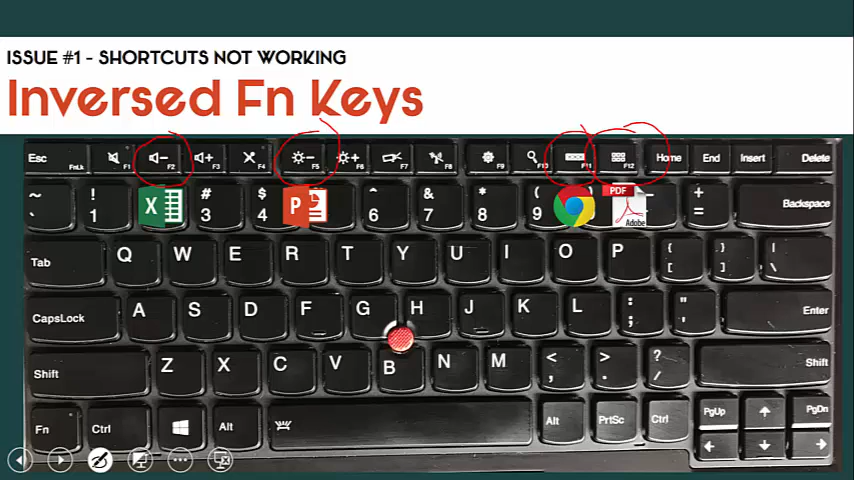 ISSUE #1 - SHORTCUTS NOT WORKING
Inversed Fn Keys
Esc FnLk F1 F2 F3 F4 F5 F6 F7 F8 F9 F10 F11 F12 Home End Insert Delete
~ ` ! 1 X # 3 $ 4 P ^ 6 & 7 * 8 ( 9 ) PDF Adobe + = Backspace
Tab Q W E R T Y U I O P { [ } ] | \
CapsLock A S D F G H J K L : ; " ' Enter
Shift Z X C V B N M < , > . ? / Shift
Fn Ctrl Alt Alt PrtSc Ctrl PgUp PgDn